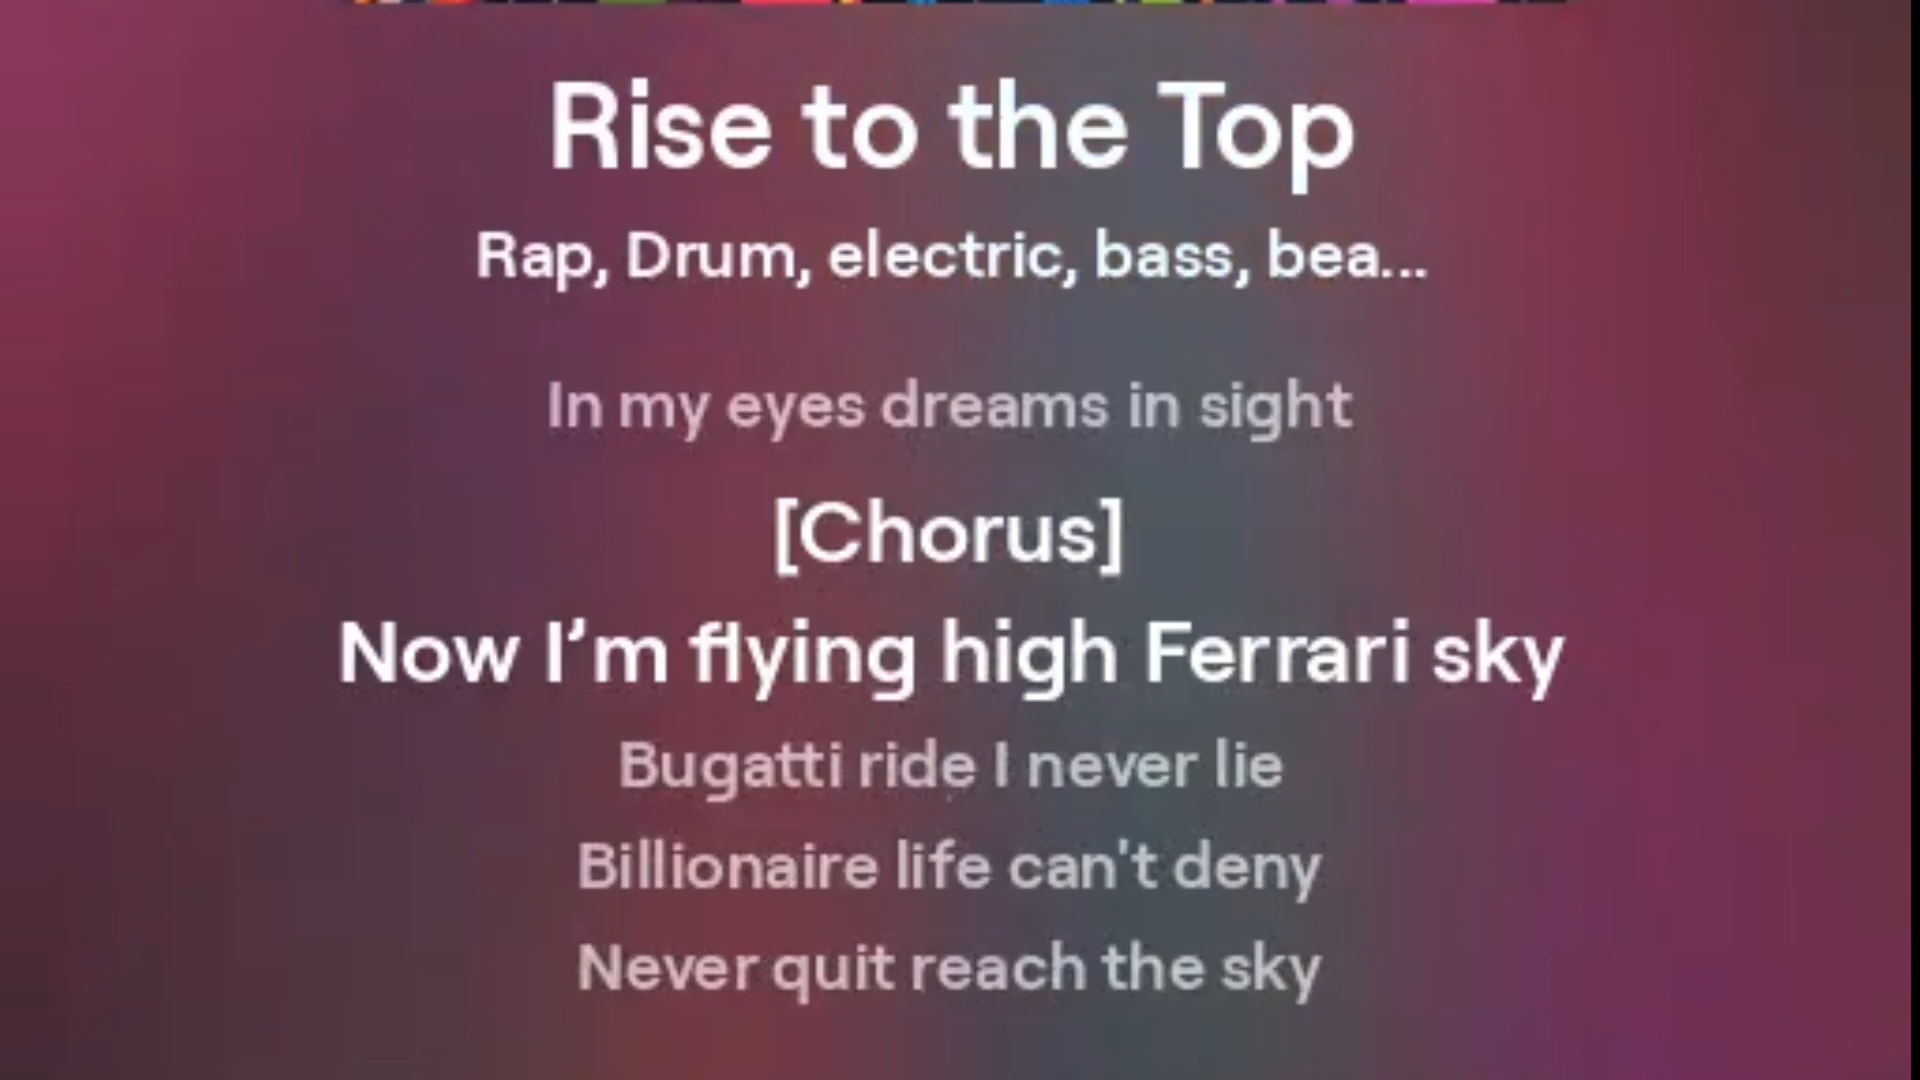 Rise to the Top
Rap, Drum, electric, bass, bea...
In my eyes dreams in sight
[Chorus]
Now I’m flying high Ferrari sky
Bugatti ride I never lie
Billionaire life can't deny
Never quit reach the sky